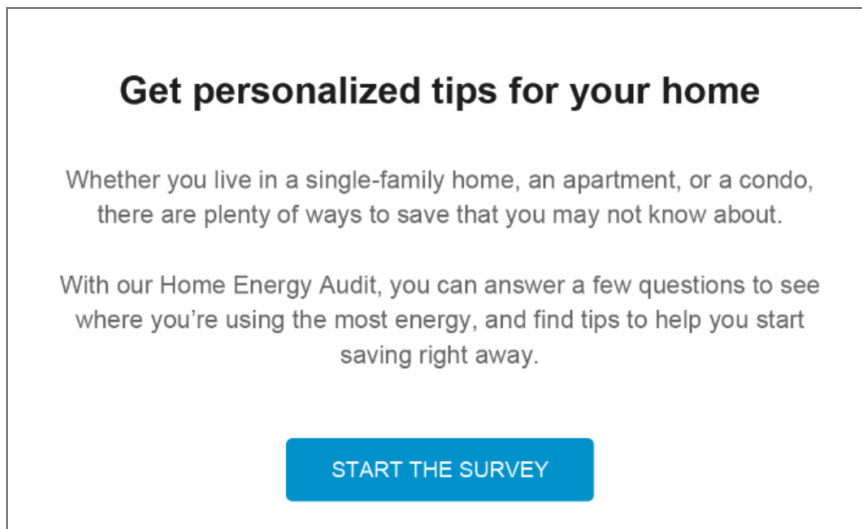 Get personalized tips for your home
Whether you live in a single-family home, an apartment, or a condo,
there are plenty of ways to save that you may not know about.
With our Home Energy Audit, you can answer a few questions to see
where you’re using the most energy, and find tips to help you start
saving right away.
START THE SURVEY